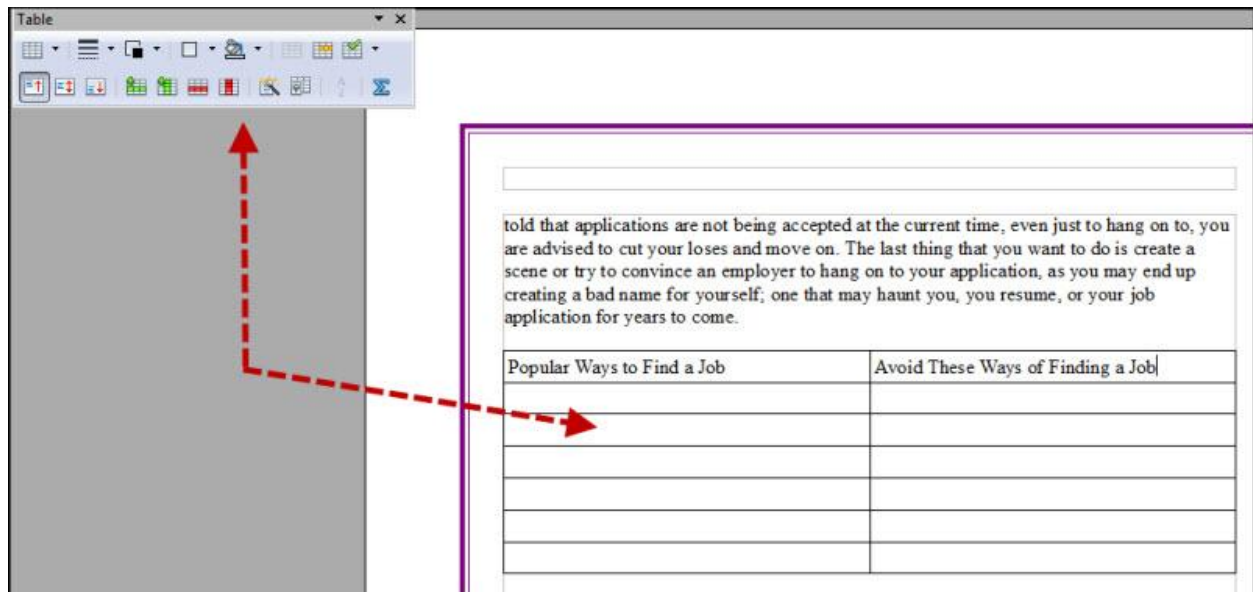 Table
told that applications are not being accepted at the current time, even just to hang on to, you
are advised to cut your loses and move on. The last thing that you want to do is create a
scene or try to convince an employer to hang on to your application, as you may end up
creating a bad name for yourself; one that may haunt you, you resume, or your job
application for years to come.
Popular Ways to Find a Job
Avoid These Ways of Finding a Job